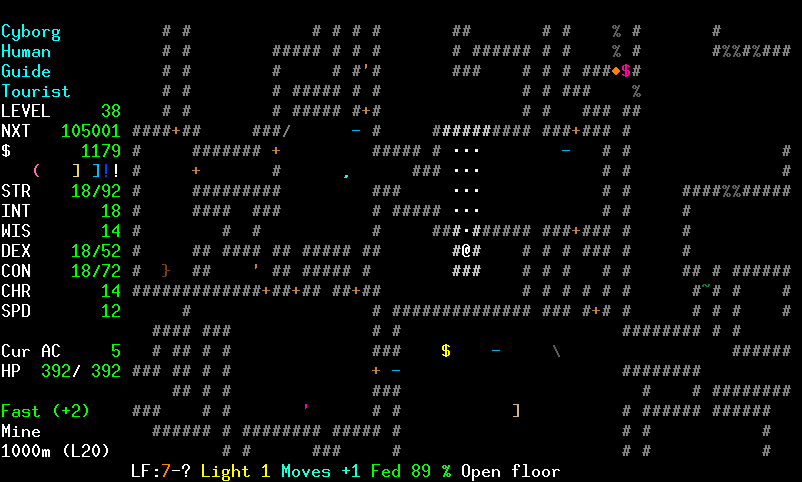 Cyborg
Human
Guide
Tourist
LEVEL 38
NXT 105001
$ 1179
( ] ]!!
STR 18/92
INT 18
WIS 14
DEX 18/52
CON 18/72
CHR 14
SPD 12
Cur AC 5
HP 392/ 392
Fast (+2)
Mine
1000m (L20)
LF:7-? Light 1 Moves +1 Fed 89 % Open floor